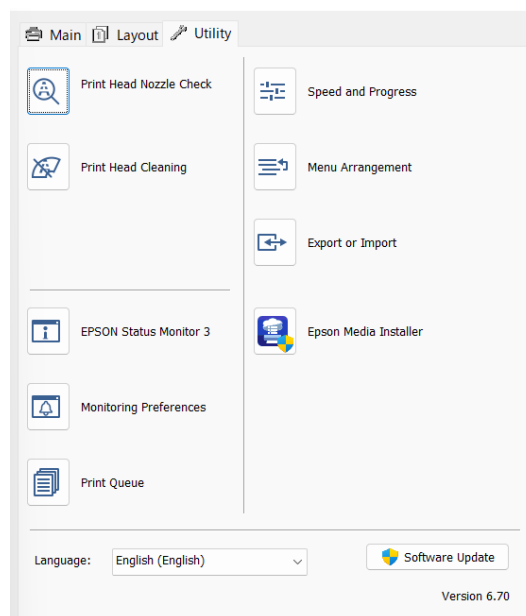 Main
Layout
Utility
Print Head Nozzle Check
Print Head Cleaning
EPSON Status Monitor 3
Monitoring Preferences
Print Queue
Speed and Progress
Menu Arrangement
Export or Import
Epson Media Installer
Language:
English (English)
Software Update
Version 6.70